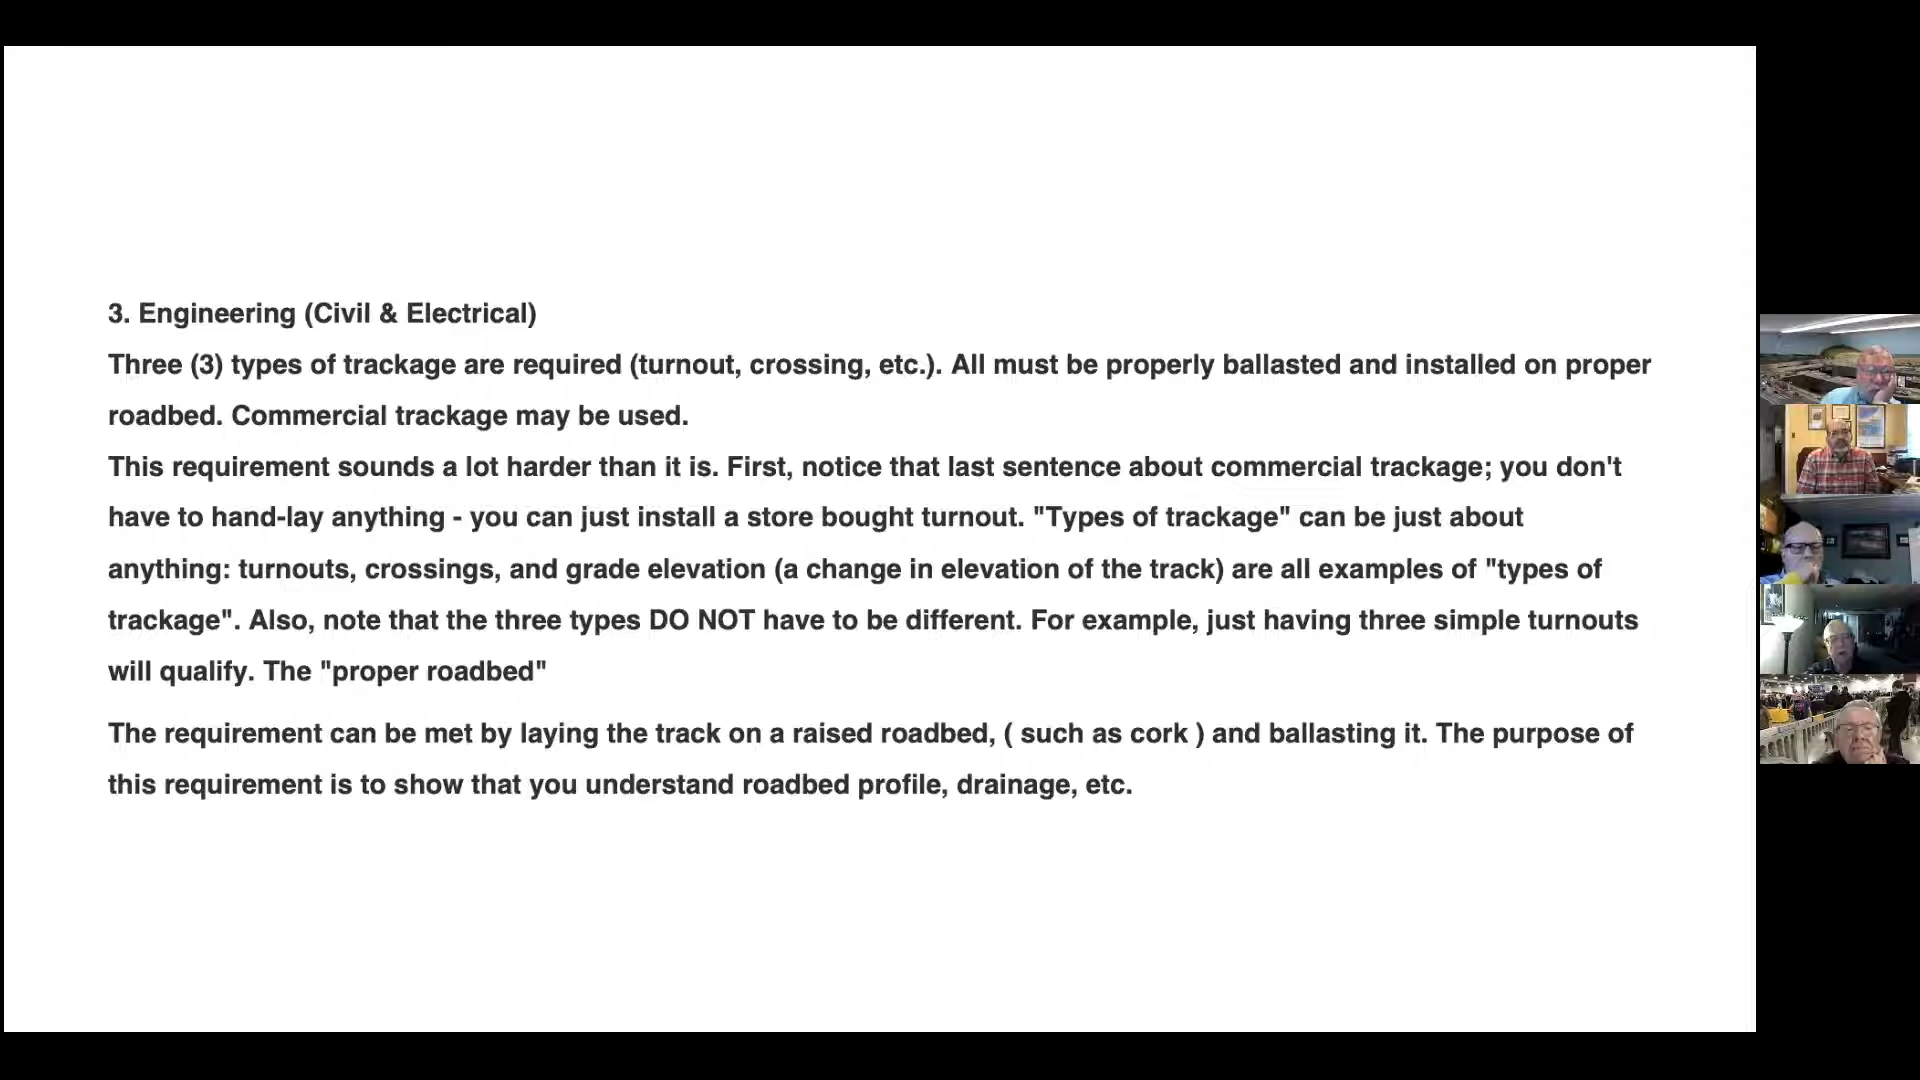 3. Engineering (Civil & Electrical)
Three (3) types of trackage are required (turnout, crossing, etc.). All must be properly ballasted and installed on proper
roadbed. Commercial trackage may be used.
This requirement sounds a lot harder than it is. First, notice that last sentence about commercial trackage; you don't
have to hand-lay anything - you can just install a store bought turnout. "Types of trackage" can be just about
anything: turnouts, crossings, and grade elevation (a change in elevation of the track) are all examples of "types of
trackage". Also, note that the three types DO NOT have to be different. For example, just having three simple turnouts
will qualify. The "proper roadbed"
The requirement can be met by laying the track on a raised roadbed, ( such as cork ) and ballasting it. The purpose of
this requirement is to show that you understand roadbed profile, drainage, etc.